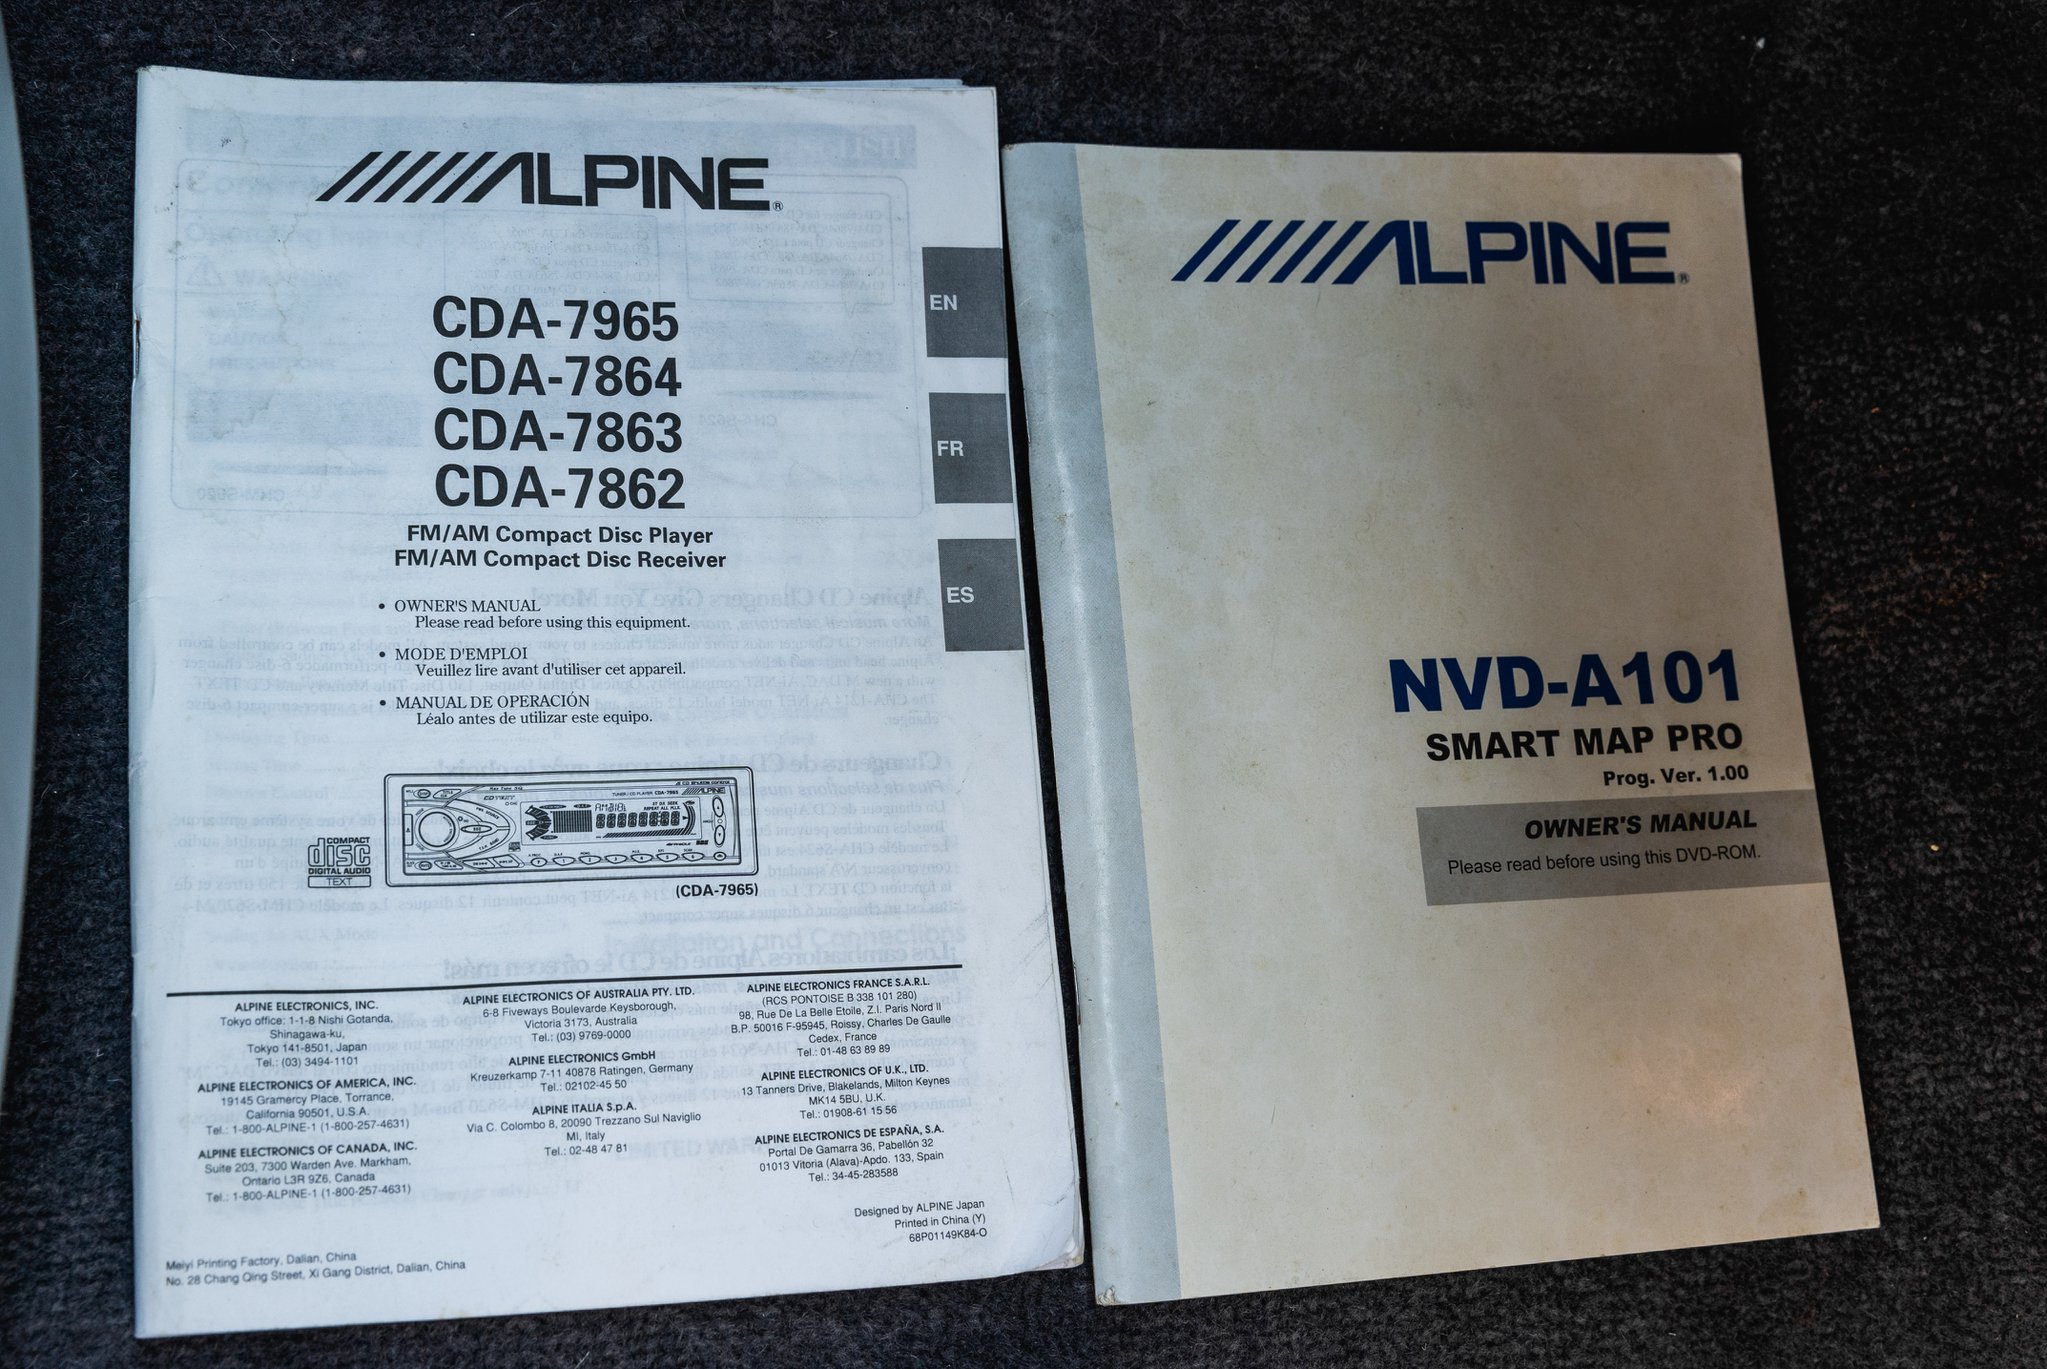 ALPINE®
CDA-7965
CDA-7864
CDA-7863
CDA-7862
FM/AM Compact Disc Player
FM/AM Compact Disc Receiver
• OWNER'S MANUAL
Please read before using this equipment.
• MODE D'EMPLOI
Veuillez lire avant d'utiliser cet appareil.
• MANUAL DE OPERACIÓN
Léalo antes de utilizar este equipo.
EN
FR
ES
COMPACT
disc
DIGITAL AUDIO
TEXT
TUNER / CD PLAYER CDA-7965
ALPINE
(CDA-7965)
ALPINE ELECTRONICS, INC.
Tokyo office: 1-1-8 Nishi Gotanda,
Shinagawa-ku,
Tokyo 141-8501, Japan
Tel.: (03) 3494-1101
ALPINE ELECTRONICS OF AMERICA, INC.
19145 Gramercy Place, Torrance,
California 90501, U.S.A.
Tel.: 1-800-ALPINE-1 (1-800-257-4631)
ALPINE ELECTRONICS OF CANADA, INC.
Suite 203, 7300 Warden Ave. Markham,
Ontario L3R 9Z6, Canada
Tel.: 1-800-ALPINE-1 (1-800-257-4631)
ALPINE ELECTRONICS OF AUSTRALIA PTY. LTD.
6-8 Fiveways Boulevarde Keysborough,
Victoria 3173, Australia
Tel.: (03) 9769-0000
ALPINE ELECTRONICS GmbH
Kreuzerkamp 7-11 40878 Ratingen, Germany
Tel.: 02102-45 50
ALPINE ITALIA S.p.A.
Via C. Colombo 8, 20090 Trezzano Sul Naviglio
MI, Italy
Tel.: 02-48 47 81
ALPINE ELECTRONICS FRANCE S.A.R.L.
(RCS PONTOISE B 338 101 280)
98, Rue De La Belle Etoile, Z.I. Paris Nord II
B.P. 50016 F-95945, Roissy, Charles De Gaulle
Cedex, France
Tel.: 01-48 63 89 89
ALPINE ELECTRONICS OF U.K., LTD.
13 Tanners Drive, Blakelands, Milton Keynes
MK14 5BU, U.K.
Tel.: 01908-61 15 56
ALPINE ELECTRONICS DE ESPAÑA, S.A.
Portal De Gamarra 36, Pabellón 32
01013 Vitoria (Alava)-Apdo. 133, Spain
Tel.: 34-45-283588
Designed by ALPINE Japan
Printed in China (Y)
68P01149K84-O
Meiyi Printing Factory, Dalian, China
No. 28 Chang Qing Street, Xi Gang District, Dalian, China
ALPINE®
NVD-A101
SMART MAP PRO
Prog. Ver. 1.00
OWNER'S MANUAL
Please read before using this DVD-ROM.